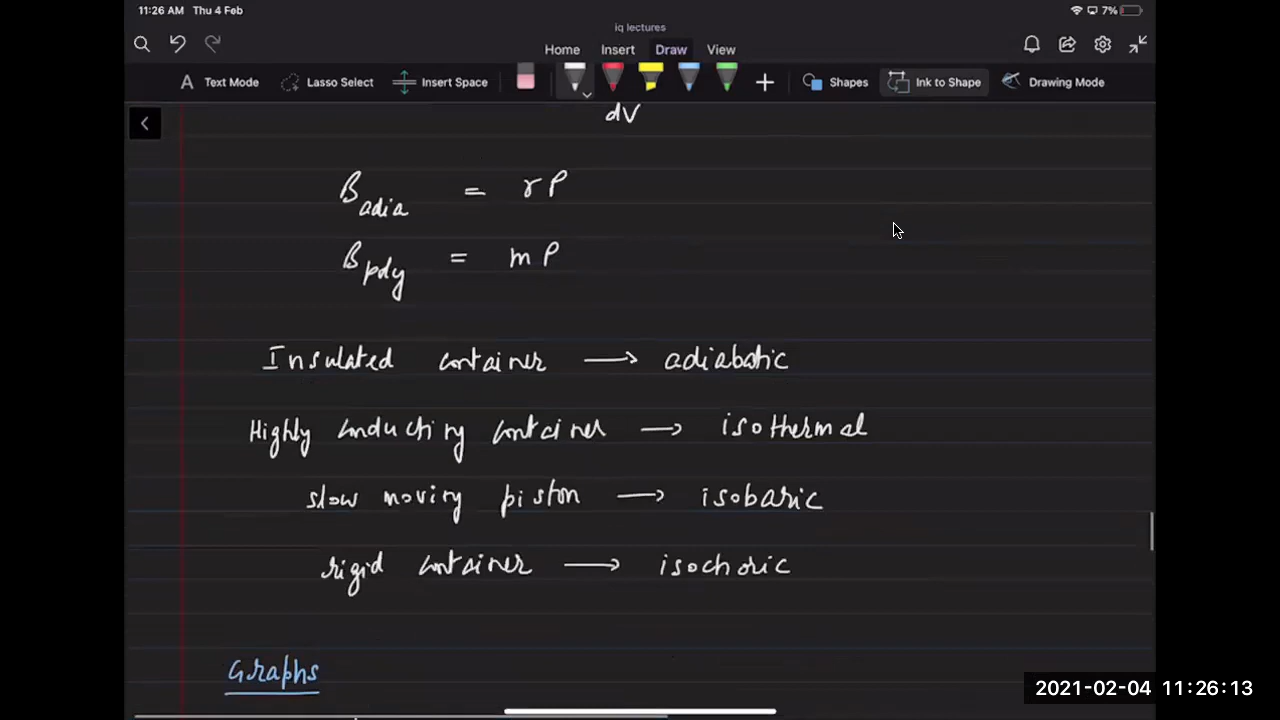 11:26 AM Thu 4 Feb
7%
iq lectures
Home Insert Draw View
Text Mode Lasso Select Insert Space Shapes Ink to Shape Drawing Mode
dV
B adia = γP
B poly = mP
Insulated container → adiabatic
Highly conducting container → isothermal
slow moving piston → isobaric
rigid container → isochoric
Graphs
2021-02-04 11:26:13